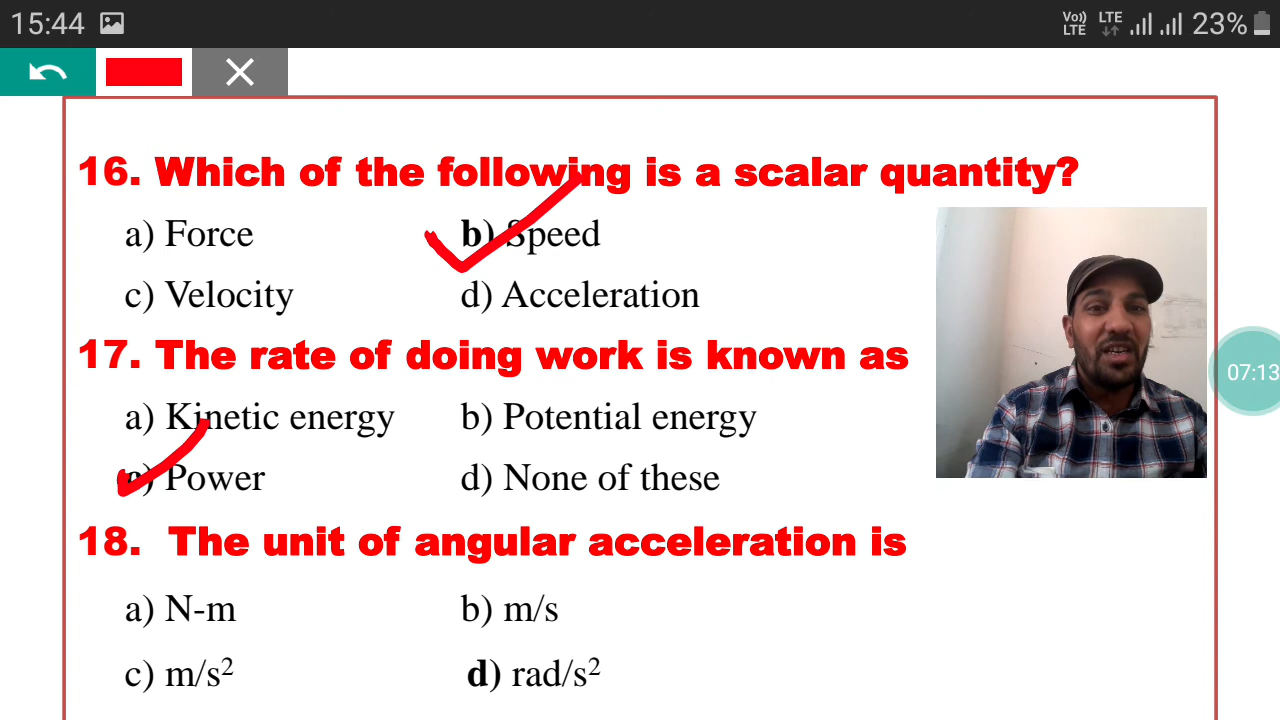 15:44 Vo)) LTE LTE 23%
16. Which of the following is a scalar quantity?
a) Force b) Speed
c) Velocity d) Acceleration
17. The rate of doing work is known as
07:13
a) Kinetic energy b) Potential energy
c) Power d) None of these
18. The unit of angular acceleration is
a) N-m b) m/s
c) m/s² d) rad/s²